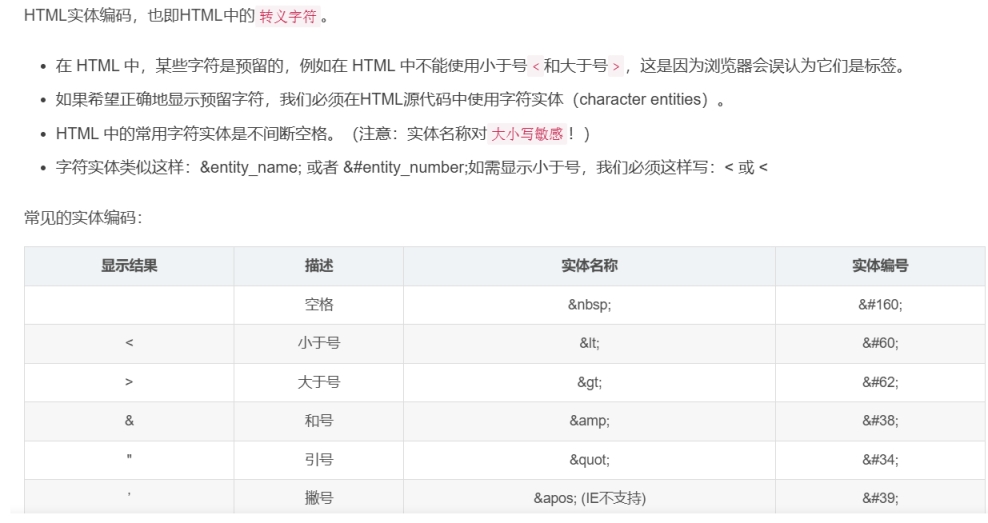 HTML实体编码，也即HTML中的 转义字符 。
在 HTML 中，某些字符是预留的，例如在 HTML 中不能使用小于号 < 和大于号 > ，这是因为浏览器会误认为它们是标签。
如果希望正确地显示预留字符，我们必须在HTML源代码中使用字符实体（character entities）。
HTML 中的常用字符实体是不间断空格。（注意：实体名称对 大小写敏感 ！）
字符实体类似这样：&entity_name; 或者 &#entity_number;如需显示小于号，我们必须这样写：< 或 <
常见的实体编码：
显示结果 描述 实体名称 实体编号
空格 &nbsp; &#160;
< 小于号 &lt; &#60;
> 大于号 &gt; &#62;
& 和号 &amp; &#38;
" 引号 &quot; &#34;
' 撇号 &apos; (IE不支持) &#39;